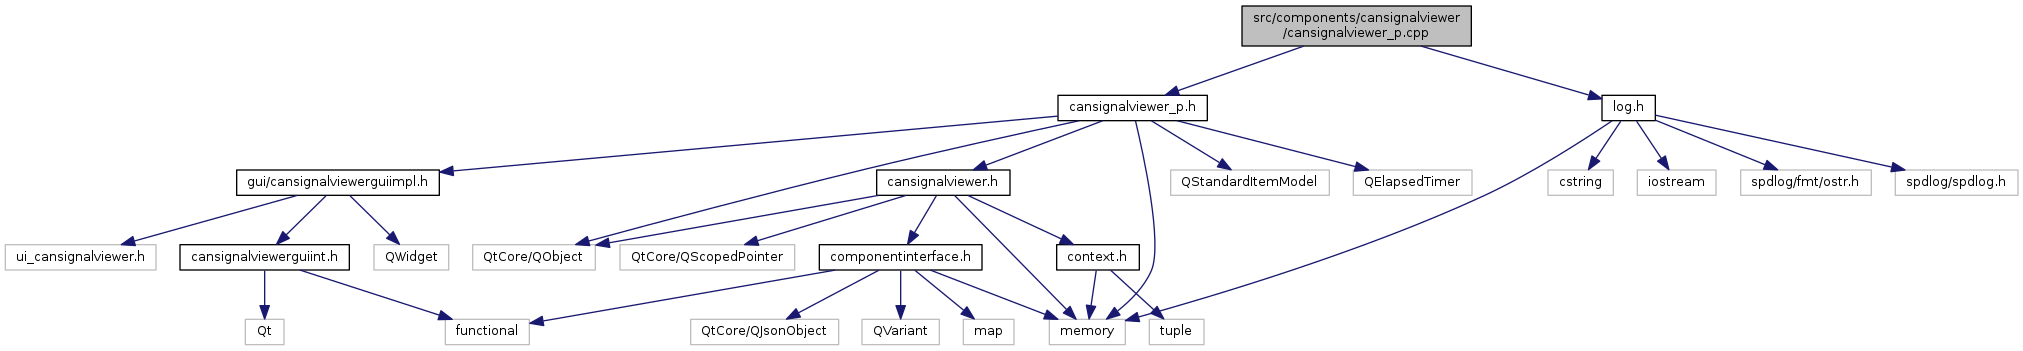 src/components/cansignalviewer
/cansignalviewer_p.cpp
cansignalviewer_p.h
log.h
gui/cansignalviewerguiimpl.h
cansignalviewer.h
QStandardItemModel
QElapsedTimer
cstring
iostream
spdlog/fmt/ostr.h
spdlog/spdlog.h
ui_cansignalviewer.h
cansignalviewerguiint.h
QWidget
QtCore/QObject
QtCore/QScopedPointer
componentinterface.h
context.h
Qt
functional
QtCore/QJsonObject
QVariant
map
memory
tuple